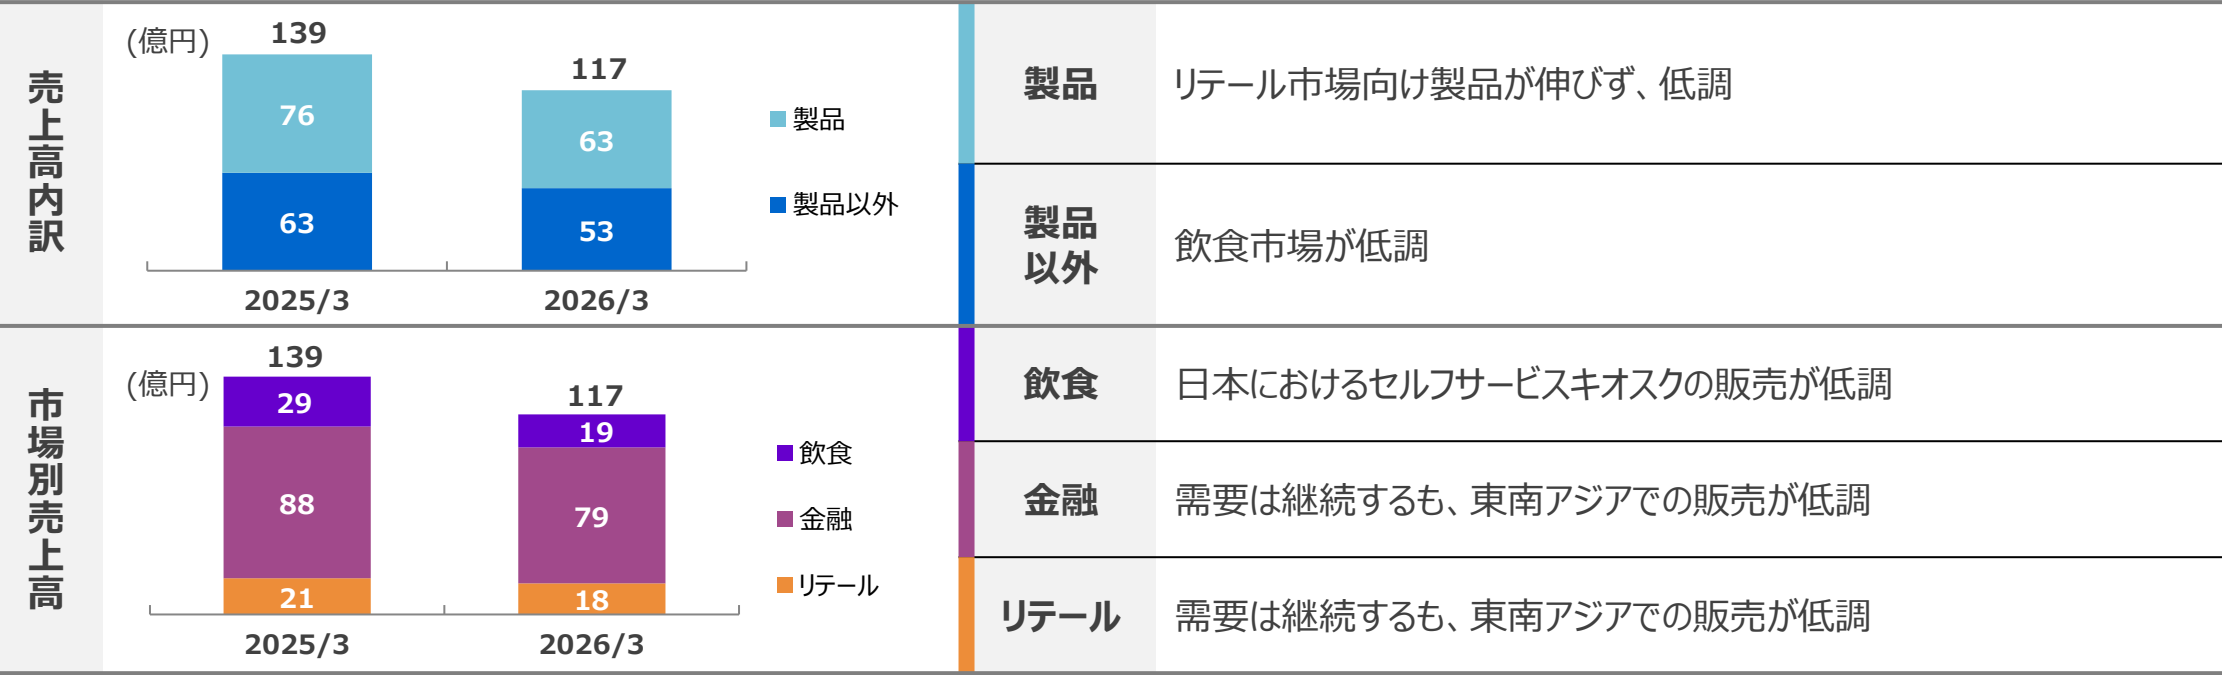 売上高内訳
(億円)
139
117
76
63
63
53
2025/3
2026/3
製品
製品以外
製品
リテール市場向け製品が伸びず、低調
製品
以外
飲食市場が低調
市場別売上高
(億円)
139
117
29
19
88
79
21
18
2025/3
2026/3
飲食
金融
リテール
飲食
日本におけるセルフサービスキオスクの販売が低調
金融
需要は継続するも、東南アジアでの販売が低調
リテール
需要は継続するも、東南アジアでの販売が低調